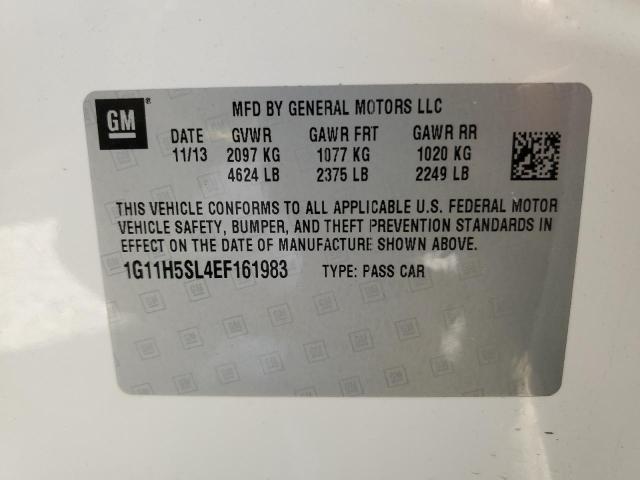 GM®
MFD BY GENERAL MOTORS LLC
DATE GVWR GAWR FRT GAWR RR
11/13 2097 KG 1077 KG 1020 KG
4624 LB 2375 LB 2249 LB
THIS VEHICLE CONFORMS TO ALL APPLICABLE U.S. FEDERAL MOTOR
VEHICLE SAFETY, BUMPER, AND THEFT PREVENTION STANDARDS IN
EFFECT ON THE DATE OF MANUFACTURE SHOWN ABOVE.
1G11H5SL4EF161983 TYPE: PASS CAR